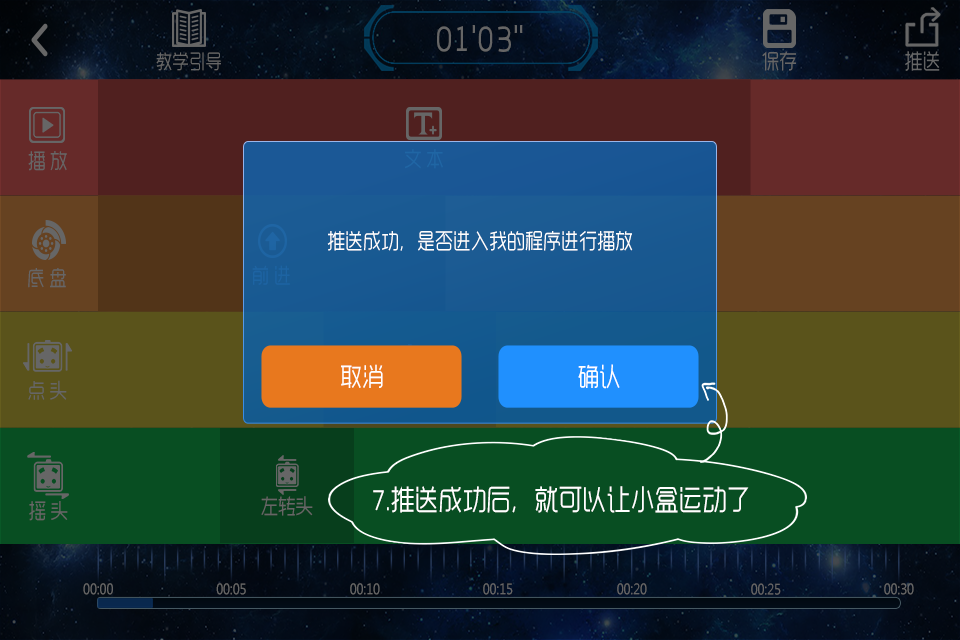 01'03"
教学引导
保存
推送
播放
文本
推送成功，是否进入我的程序进行播放
底盘
前进
取消
确认
点头
摇头
左转头
7.推送成功后，就可以让小盒运动了
00:00 00:05 00:10 00:15 00:20 00:25 00:30